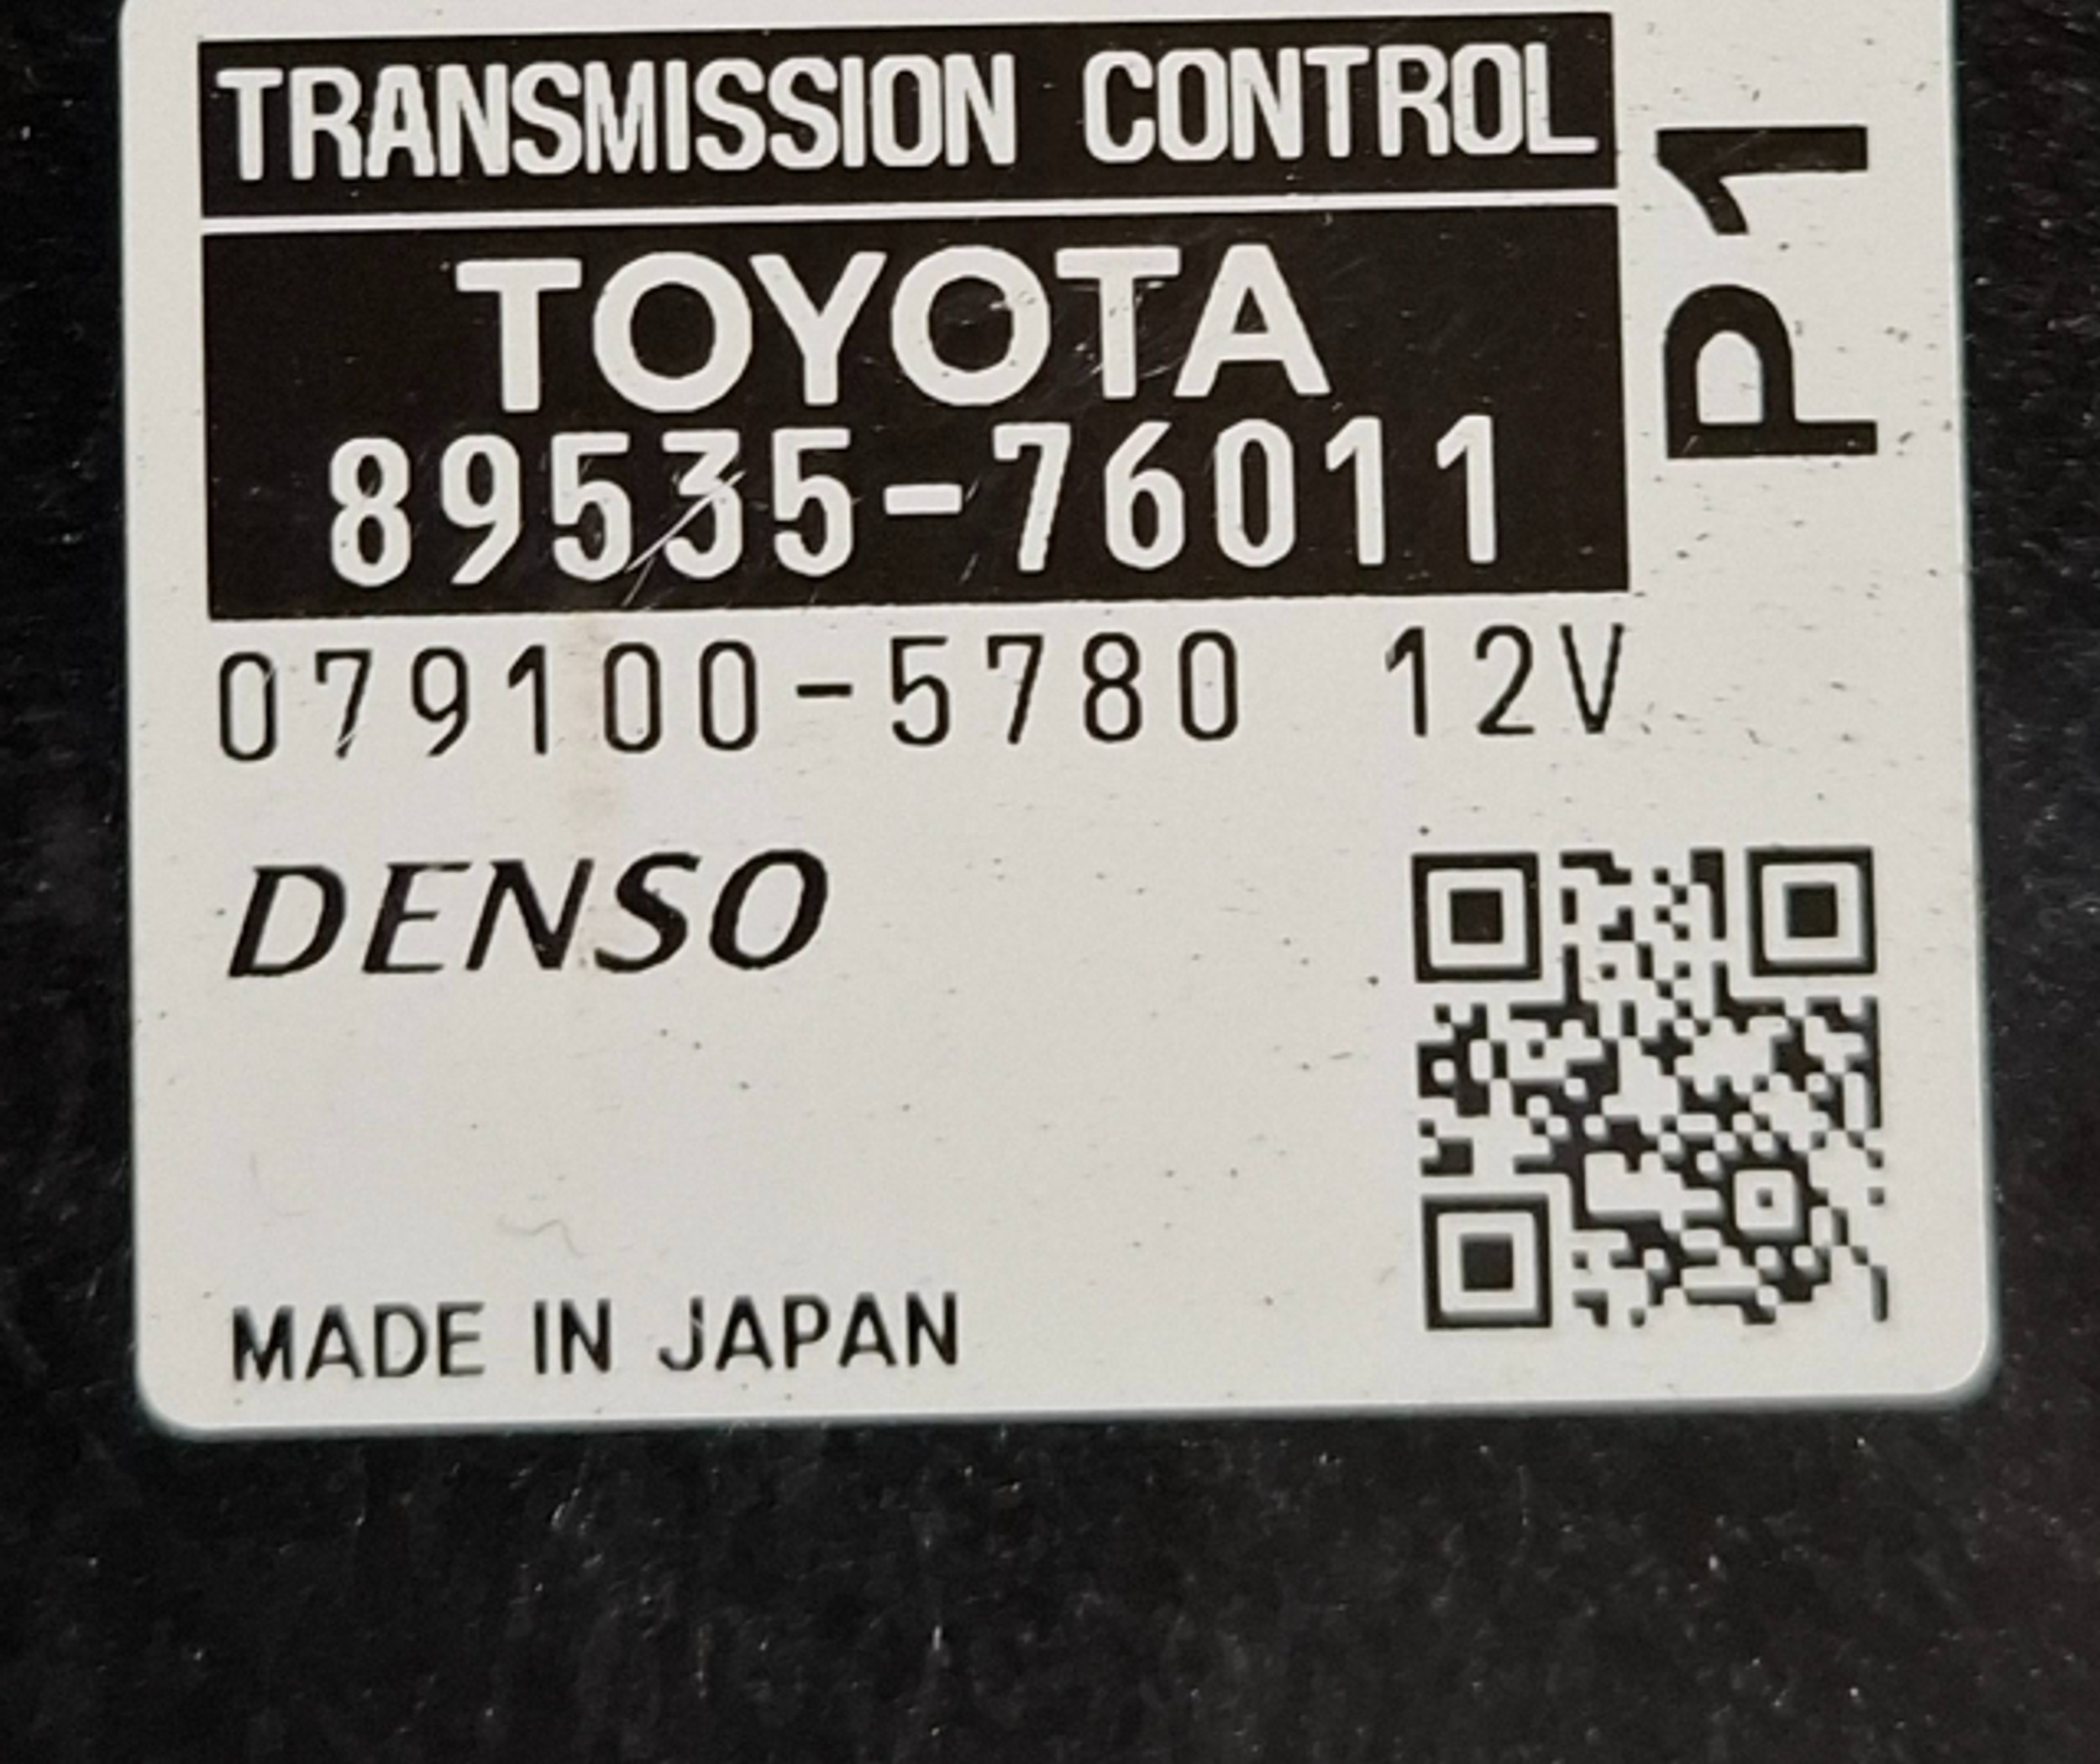 TRANSMISSION CONTROL
TOYOTA
89535-76011
P1
079100-5780 12V
DENSO
MADE IN JAPAN